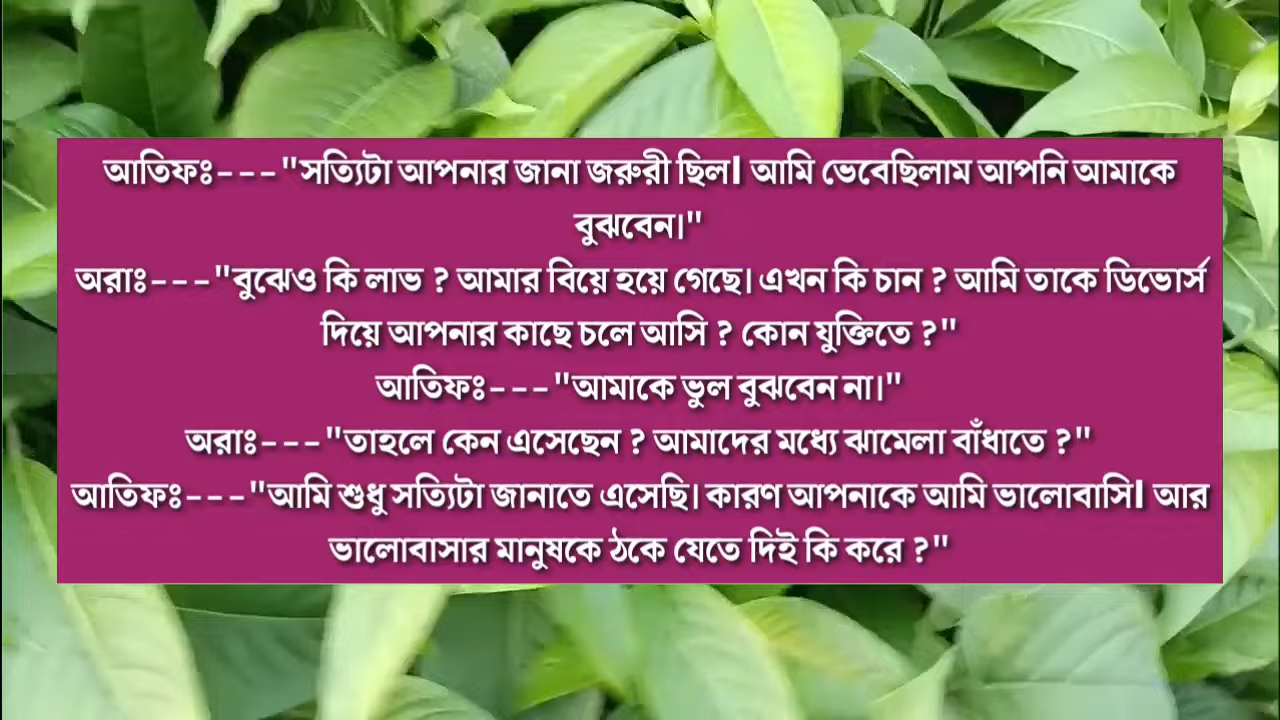 আতিফঃ---"সত্যিটা আপনার জানা জরুরী ছিল। আমি ভেবেছিলাম আপনি আমাকে
বুঝবেন।"
অরাঃ---"বুঝেও কি লাভ ? আমার বিয়ে হয়ে গেছে। এখন কি চান ? আমি তাকে ডিভোর্স
দিয়ে আপনার কাছে চলে আসি ? কোন যুক্তিতে ?"
আতিফঃ---"আমাকে ভুল বুঝবেন না।"
অরাঃ---"তাহলে কেন এসেছেন ? আমাদের মধ্যে ঝামেলা বাঁধাতে ?"
আতিফঃ---"আমি শুধু সত্যিটা জানাতে এসেছি। কারণ আপনাকে আমি ভালোবাসি। আর
ভালোবাসার মানুষকে ঠকে যেতে দিই কি করে ?"